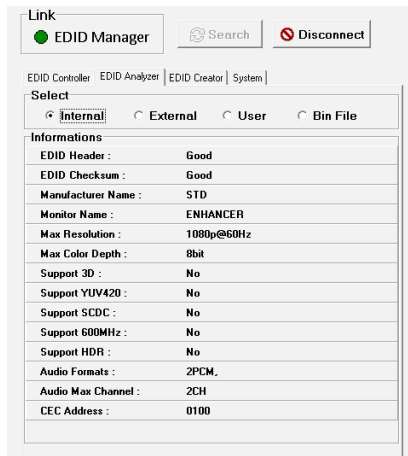 Link
EDID Manager
Search
Disconnect
EDID Controller EDID Analyzer EDID Creator System
Select
Internal External User Bin File
Informations
EDID Header : Good
EDID Checksum : Good
Manufacturer Name : STD
Monitor Name : ENHANCER
Max Resolution : 1080p@60Hz
Max Color Depth : 8bit
Support 3D : No
Support YUV420 : No
Support SCDC : No
Support 600MHz : No
Support HDR : No
Audio Formats : 2PCM,
Audio Max Channel : 2CH
CEC Address : 0100